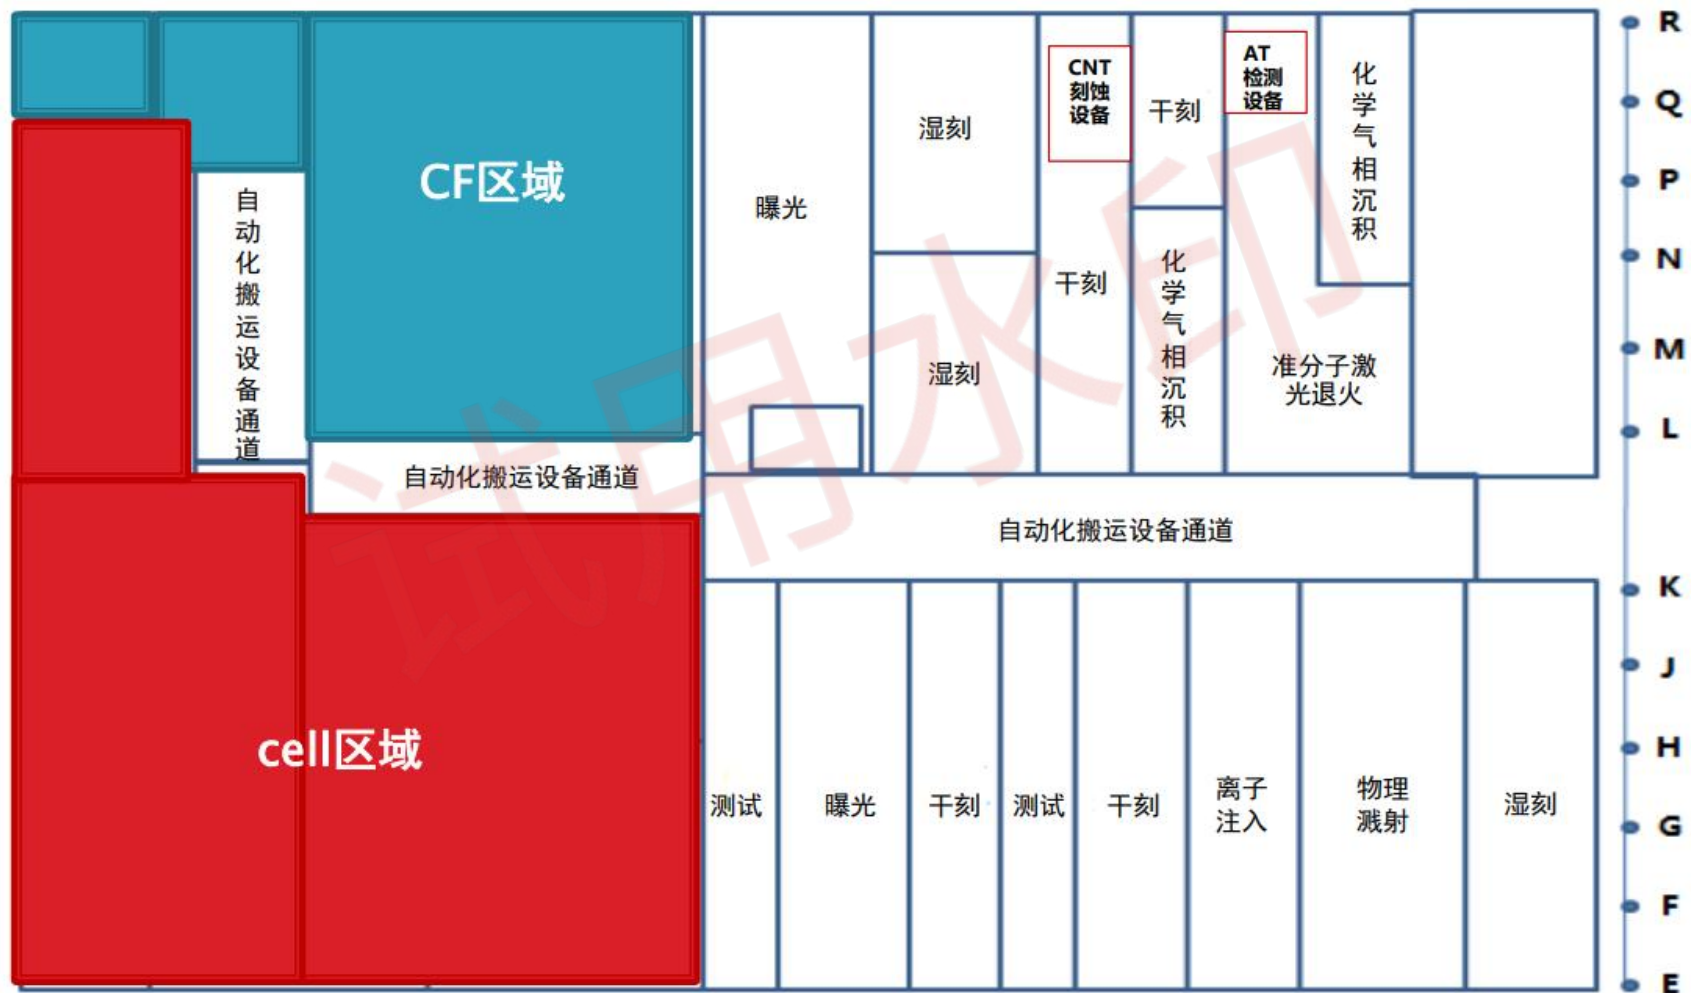 CF区域
自动化搬运设备通道
自动化搬运设备通道
cell区域
曝光
湿刻
湿刻
CNT
刻蚀
设备
干刻
干刻
化学气相沉积
AT
检测
设备
化学气相沉积
准分子激
光退火
自动化搬运设备通道
测试
曝光
干刻
测试
干刻
离子
注入
物理
溅射
湿刻
R
Q
P
N
M
L
K
J
H
G
F
E
试用水印